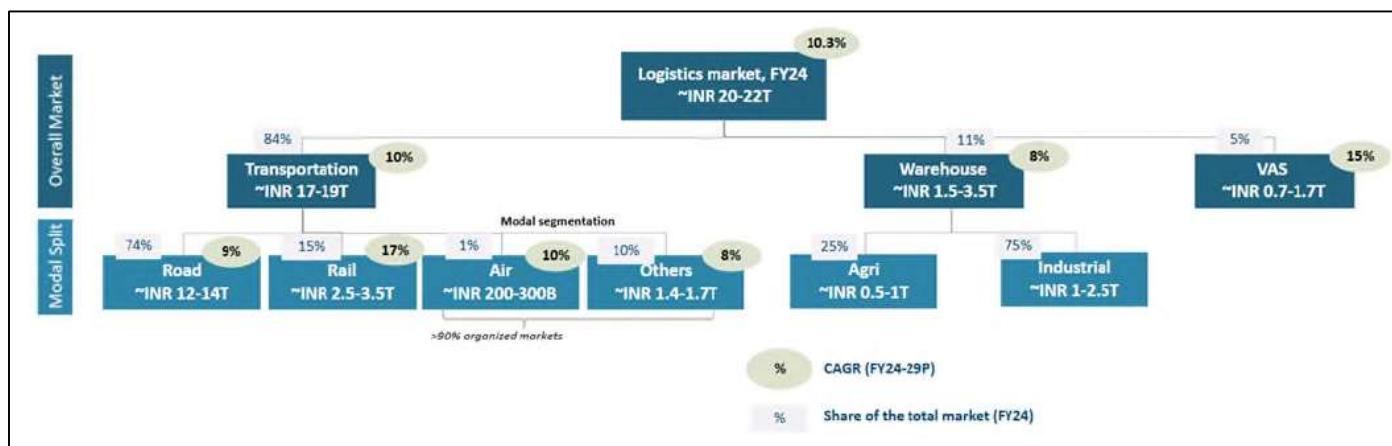 Overall Market
10.3%
Logistics market, FY24
~INR 20-22T
84%
10%
Transportation
~INR 17-19T
11%
8%
Warehouse
~INR 1.5-3.5T
5%
15%
VAS
~INR 0.7-1.7T
Modal Split
Modal segmentation
74%
9%
Road
~INR 12-14T
15%
17%
Rail
~INR 2.5-3.5T
1%
10%
Air
~INR 200-300B
10%
8%
Others
~INR 1.4-1.7T
25%
Agri
~INR 0.5-1T
75%
Industrial
~INR 1-2.5T
>90% organized markets
% CAGR (FY24-29P)
% Share of the total market (FY24)